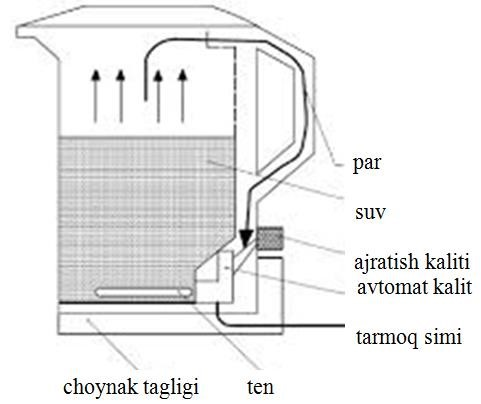 par
suv
ajratish kaliti
avtomat kalit
tarmoq simi
choynak tagligi
ten